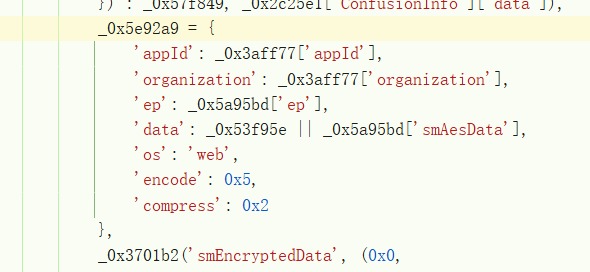 }) : _0x57f849, _0x2c25e1['ConfusionInfo']['data']),
_0x5e92a9 = {
'appId': _0x3aff77['appId'],
'organization': _0x3aff77['organization'],
'ep': _0x5a95bd['ep'],
'data': _0x53f95e || _0x5a95bd['smAesData'],
'os': 'web',
'encode': 0x5,
'compress': 0x2
},
_0x3701b2('smEncryptedData', (0x0,